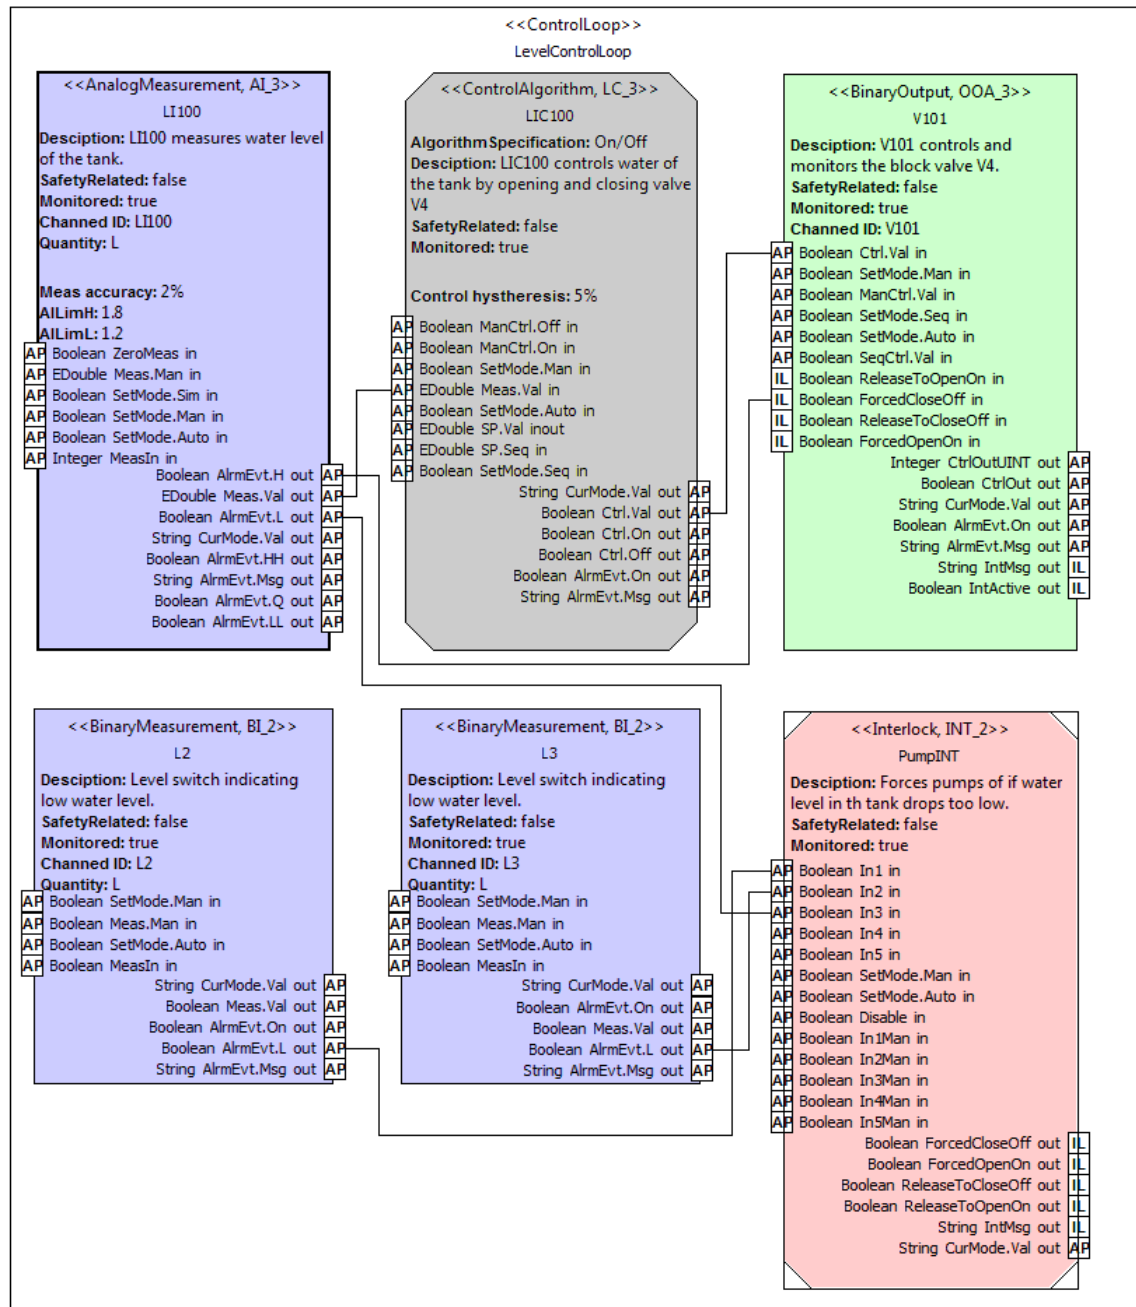 <<ControlLoop>>
LevelControlLoop
<<AnalogMeasurement, AI_3>>
LI100
Desciption: LI100 measures water level
of the tank.
SafetyRelated: false
Monitored: true
Channed ID: LI100
Quantity: L
Meas accuracy: 2%
AlLimH: 1.8
AlLimL: 1.2
AP Boolean ZeroMeas in
AP EDouble Meas.Man in
AP Boolean SetMode.Sim in
AP Boolean SetMode.Man in
AP Boolean SetMode.Auto in
AP Integer MeasIn in
Boolean AlrmEvt.H out AP
EDouble Meas.Val out AP
Boolean AlrmEvt.L out AP
String CurMode.Val out AP
Boolean AlrmEvt.HH out AP
String AlrmEvt.Msg out AP
Boolean AlrmEvt.Q out AP
Boolean AlrmEvt.LL out AP
<<ControlAlgorithm, LC_3>>
LIC100
AlgorithmSpecification: On/Off
Desciption: LIC100 controls water of
the tank by opening and closing valve
V4
SafetyRelated: false
Monitored: true
Control hystheresis: 5%
AP Boolean ManCtrl.Off in
AP Boolean ManCtrl.On in
AP Boolean SetMode.Man in
AP EDouble Meas.Val in
AP Boolean SetMode.Auto in
AP EDouble SP.Val inout
AP EDouble SP.Seq in
AP Boolean SetMode.Seq in
String CurMode.Val out AP
Boolean Ctrl.Val out AP
Boolean Ctrl.On out AP
Boolean Ctrl.Off out AP
Boolean AlrmEvt.On out AP
String AlrmEvt.Msg out AP
<<BinaryOutput, OOA_3>>
V101
Desciption: V101 controls and
monitors the block valve V4.
SafetyRelated: false
Monitored: true
Channed ID: V101
AP Boolean Ctrl.Val in
AP Boolean SetMode.Man in
AP Boolean ManCtrl.Val in
AP Boolean SetMode.Seq in
AP Boolean SetMode.Auto in
AP Boolean SeqCtrl.Val in
IL Boolean ReleaseToOpenOn in
IL Boolean ForcedCloseOff in
IL Boolean ReleaseToCloseOff in
IL Boolean ForcedOpenOn in
Integer CtrlOutUINT out AP
Boolean CtrlOut out AP
String CurMode.Val out AP
Boolean AlrmEvt.On out AP
String AlrmEvt.Msg out AP
String IntMsg out IL
Boolean IntActive out IL
<<BinaryMeasurement, BI_2>>
L2
Desciption: Level switch indicating
low water level.
SafetyRelated: false
Monitored: true
Channed ID: L2
Quantity: L
AP Boolean SetMode.Man in
AP Boolean Meas.Man in
AP Boolean SetMode.Auto in
AP Boolean MeasIn in
String CurMode.Val out AP
Boolean Meas.Val out AP
Boolean AlrmEvt.On out AP
Boolean AlrmEvt.L out AP
String AlrmEvt.Msg out AP
<<BinaryMeasurement, BI_2>>
L3
Desciption: Level switch indicating
low water level.
SafetyRelated: false
Monitored: true
Channed ID: L3
Quantity: L
AP Boolean SetMode.Man in
AP Boolean Meas.Man in
AP Boolean SetMode.Auto in
AP Boolean MeasIn in
String CurMode.Val out AP
Boolean AlrmEvt.On out AP
Boolean Meas.Val out AP
Boolean AlrmEvt.L out AP
String AlrmEvt.Msg out AP
<<Interlock, INT_2>>
PumpINT
Desciption: Forces pumps of if water
level in th tank drops too low.
SafetyRelated: false
Monitored: true
AP Boolean In1 in
AP Boolean In2 in
AP Boolean In3 in
AP Boolean In4 in
AP Boolean In5 in
AP Boolean SetMode.Man in
AP Boolean SetMode.Auto in
AP Boolean Disable in
AP Boolean In1Man in
AP Boolean In2Man in
AP Boolean In3Man in
AP Boolean In4Man in
AP Boolean In5Man in
Boolean ForcedCloseOff out IL
Boolean ForcedOpenOn out IL
Boolean ReleaseToCloseOff out IL
Boolean ReleaseToOpenOn out IL
String IntMsg out IL
String CurMode.Val out AP